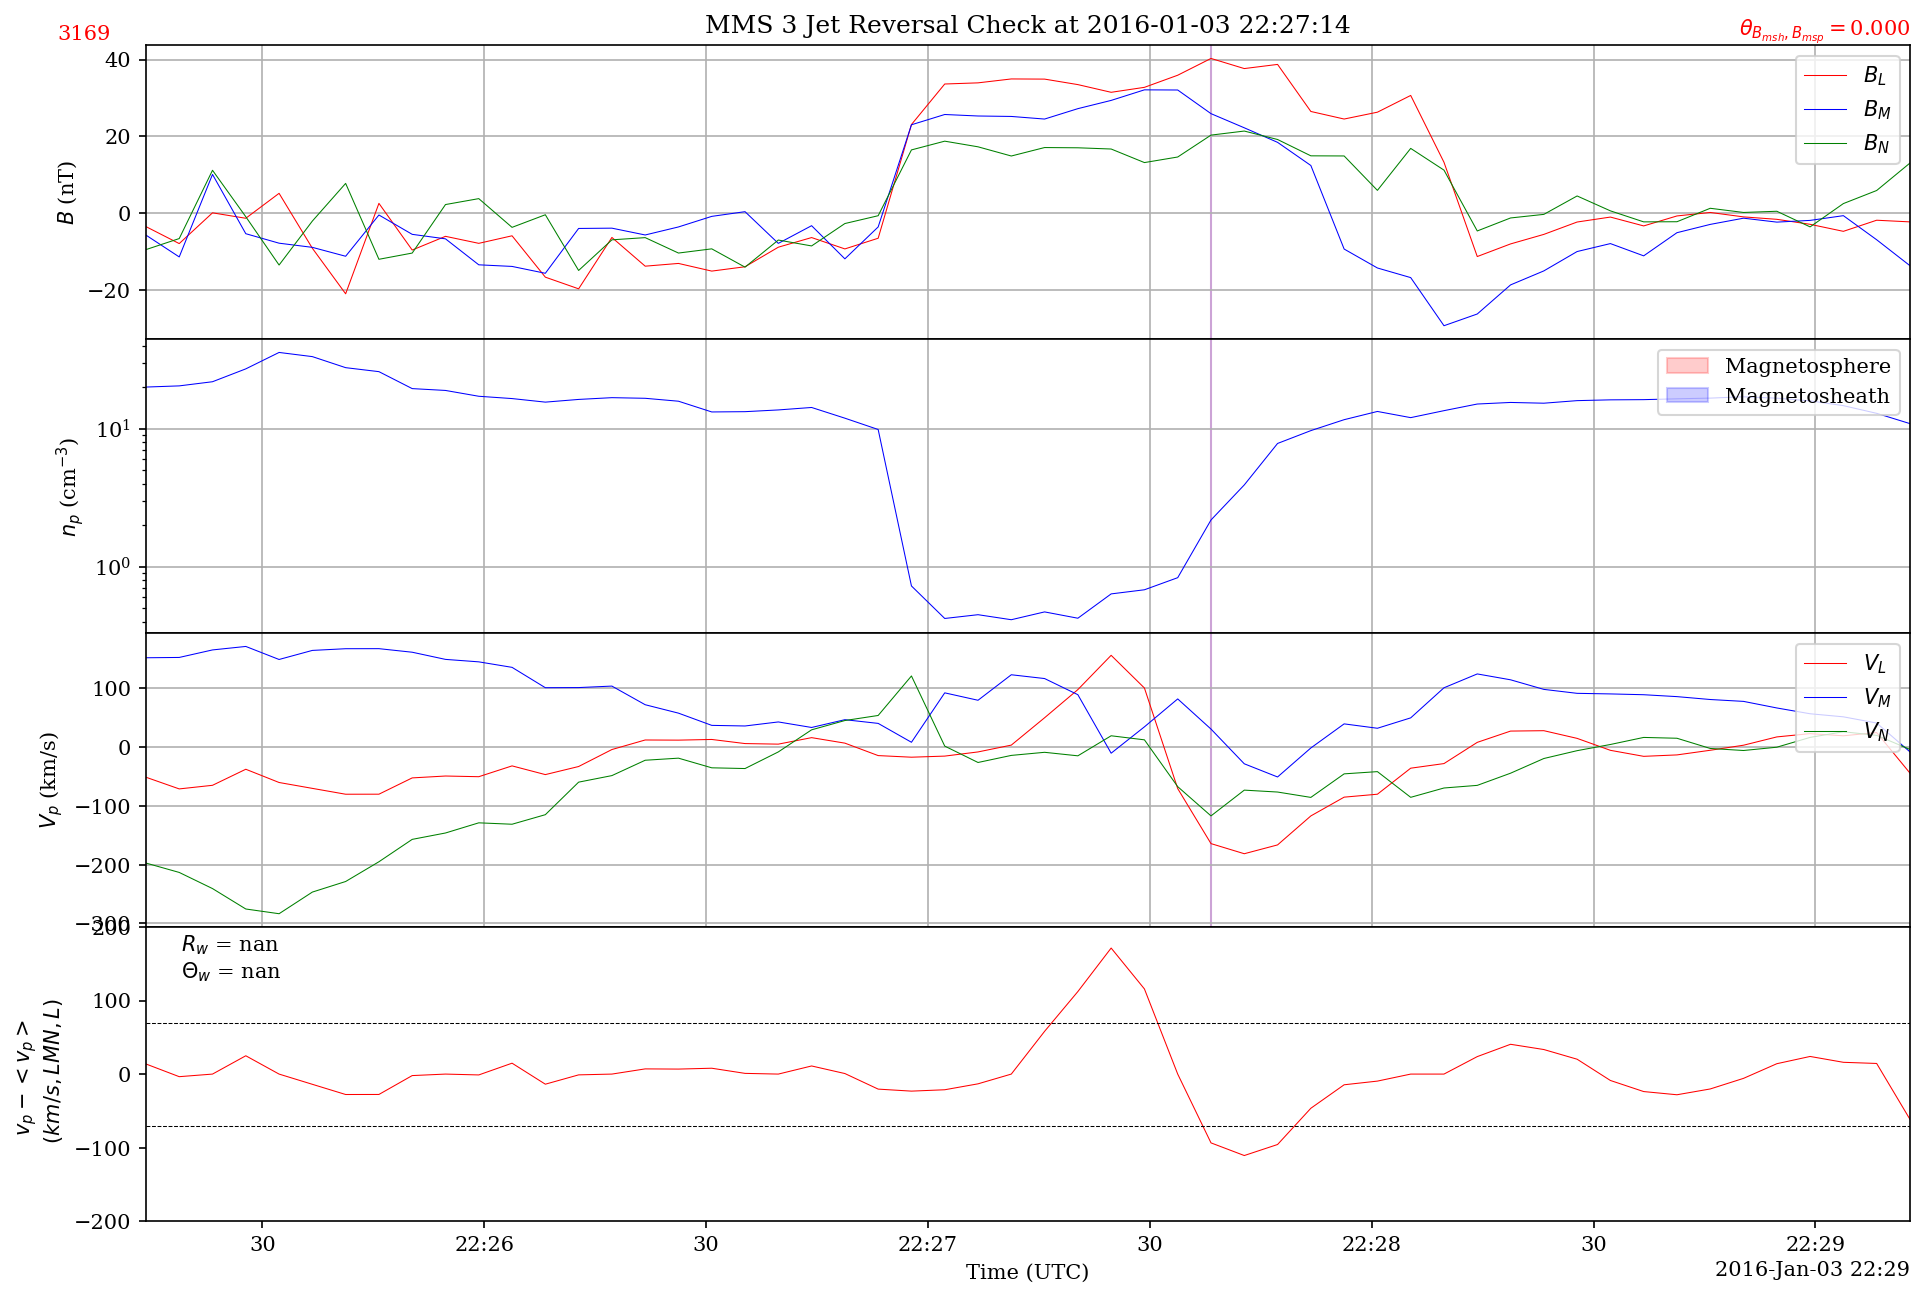 3169
MMS 3 Jet Reversal Check at 2016-01-03 22:27:14
θ_{B_{msh}, B_{msp}} = 0.000
40
20
0
−20
B (nT)
B_L
B_M
B_N
10^1
10^0
n_p (cm^{−3})
Magnetosphere
Magnetosheath
100
0
−100
−200
−300
V_p (km/s)
V_L
V_M
V_N
200
100
0
−100
−200
v_p − < v_p >
(km/s, LMN, L)
R_w = nan
Θ_w = nan
30
22:26
30
22:27
30
22:28
30
22:29
Time (UTC)
2016-Jan-03 22:29